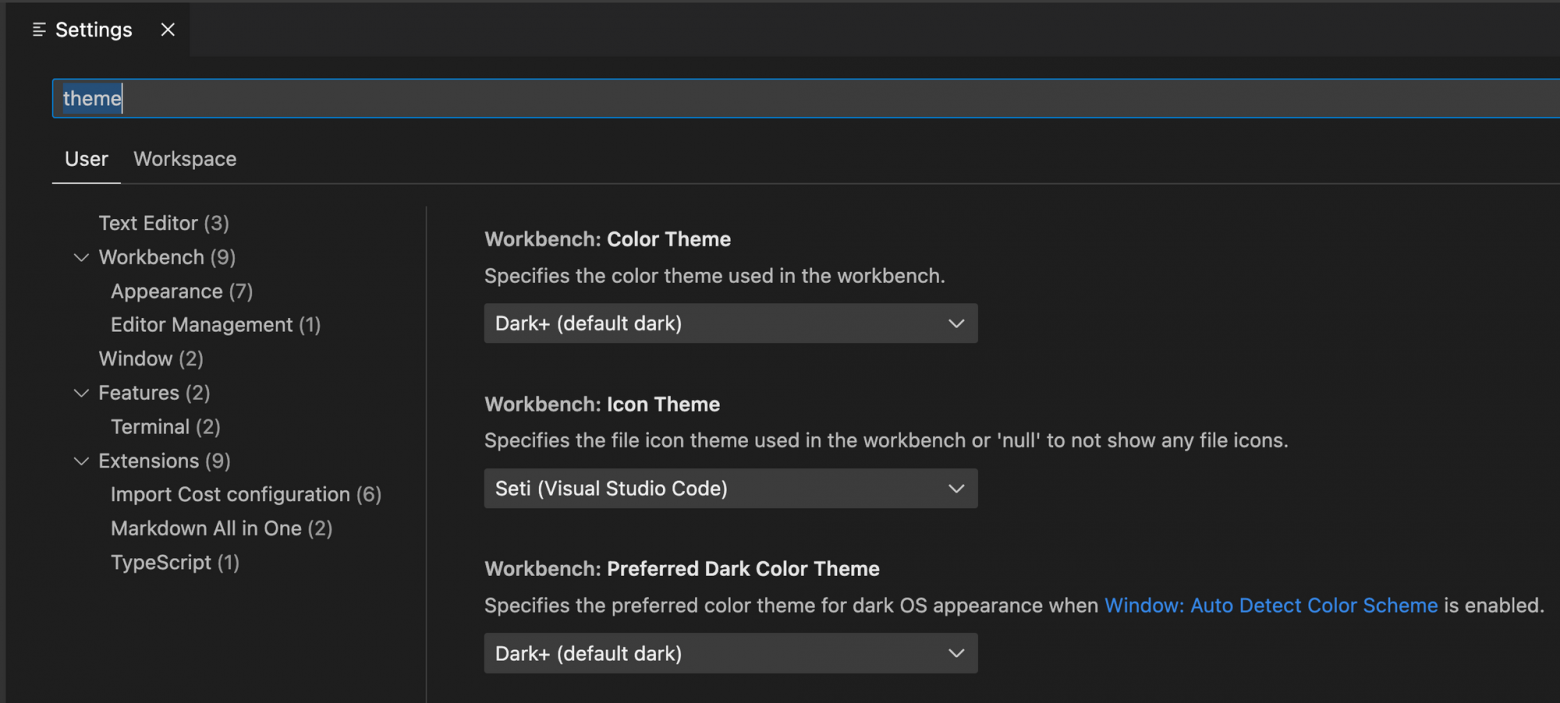 Settings
theme
User Workspace
Text Editor (3)
Workbench (9)
Appearance (7)
Editor Management (1)
Window (2)
Features (2)
Terminal (2)
Extensions (9)
Import Cost configuration (6)
Markdown All in One (2)
TypeScript (1)
Workbench: Color Theme
Specifies the color theme used in the workbench.
Dark+ (default dark)
Workbench: Icon Theme
Specifies the file icon theme used in the workbench or 'null' to not show any file icons.
Seti (Visual Studio Code)
Workbench: Preferred Dark Color Theme
Specifies the preferred color theme for dark OS appearance when Window: Auto Detect Color Scheme is enabled.
Dark+ (default dark)